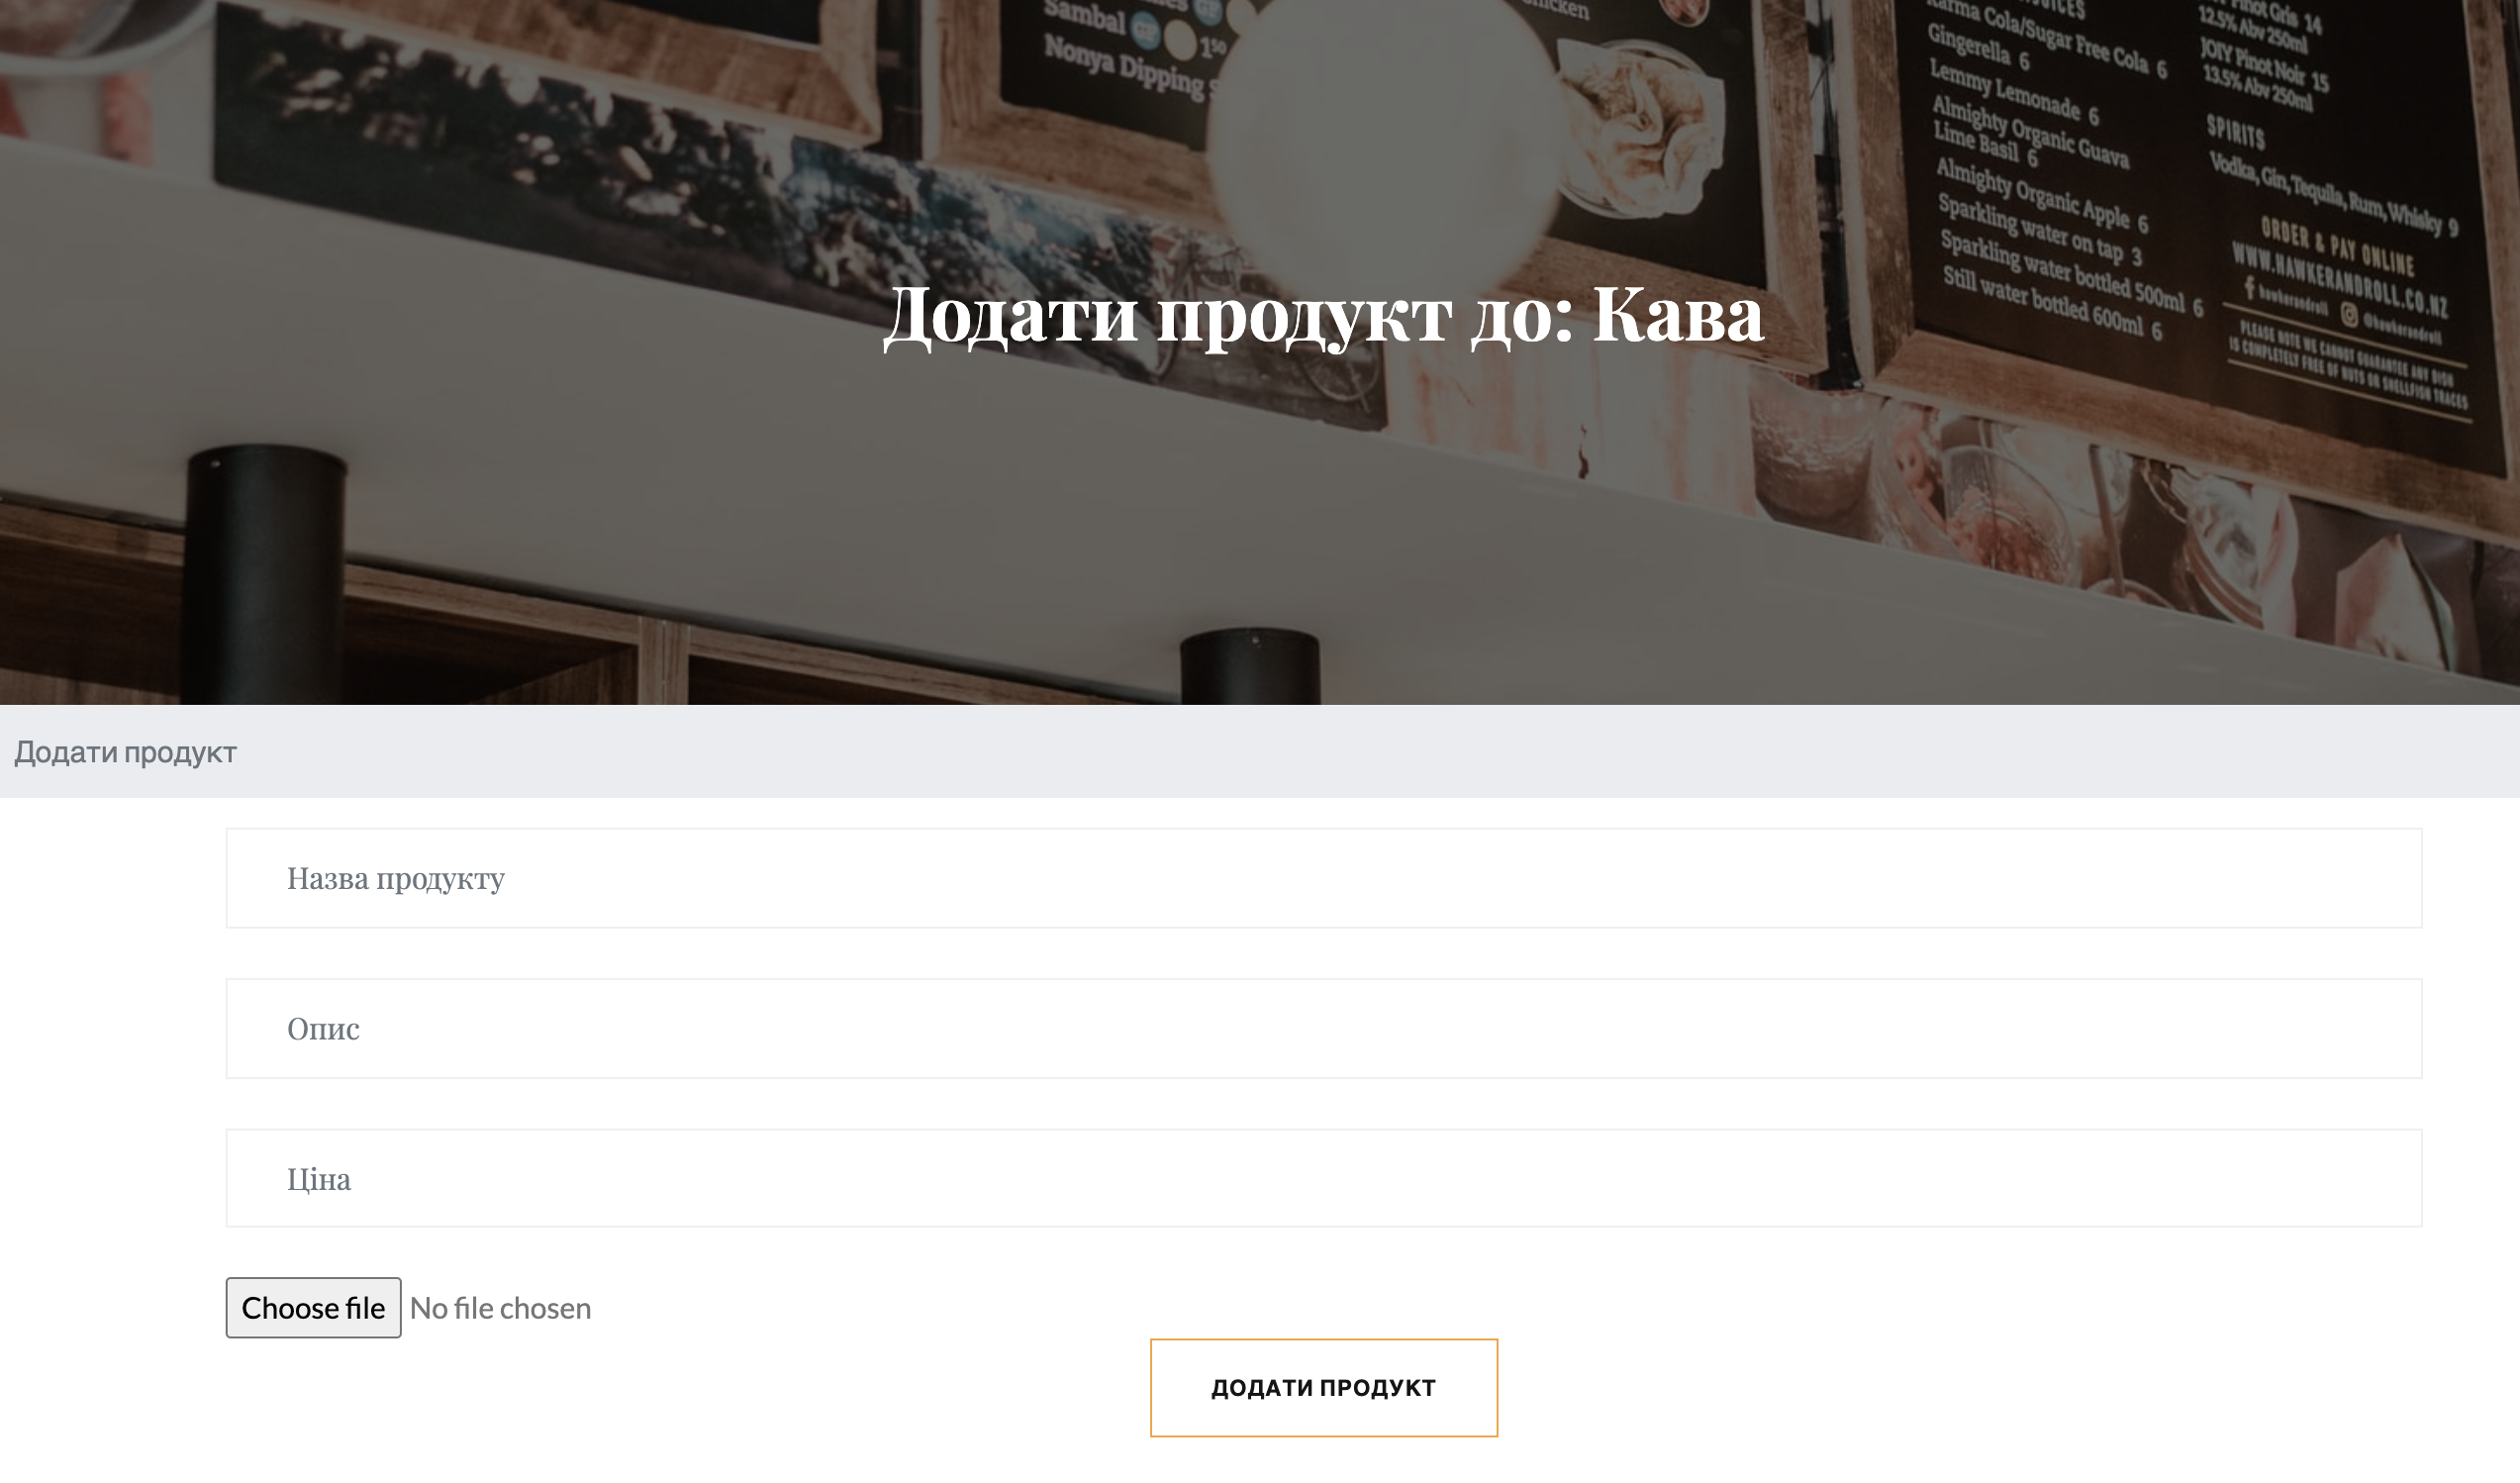 Sambal GF 1.50
Nonya Dipping
Chicken
Karma Cola/Sugar Free Cola 6
Gingerella 6
Lemmy Lemonade 6
Almighty Organic Guava
Lime Basil 6
Almighty Organic Apple 6
Sparkling water on tap 3
Sparkling water bottled 500ml 6
Still water bottled 600ml 6
Pinot Gris 14
12.5% Abv 250ml
JOIY Pinot Noir 15
13.5% Abv 250ml
SPIRITS
Vodka, Gin, Tequila, Rum, Whisky 9
ORDER & PAY ONLINE
WWW.HAWKERANDROLL.CO.NZ
hawkerandroll @hawkerandroll
PLEASE NOTE WE CANNOT GUARANTEE ANY DISH
IS COMPLETELY FREE OF NUTS OR SHELLFISH TRACES
Додати продукт до: Кава
Додати продукт
Назва продукту
Опис
Ціна
Choose file No file chosen
ДОДАТИ ПРОДУКТ